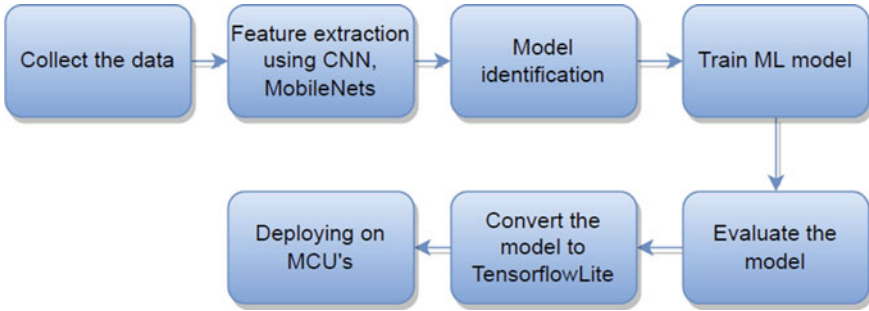 Collect the data
Feature extraction
using CNN,
MobileNets
Model
identification
Train ML model
Evaluate the
model
Convert the
model to
TensorflowLite
Deploying on
MCU's